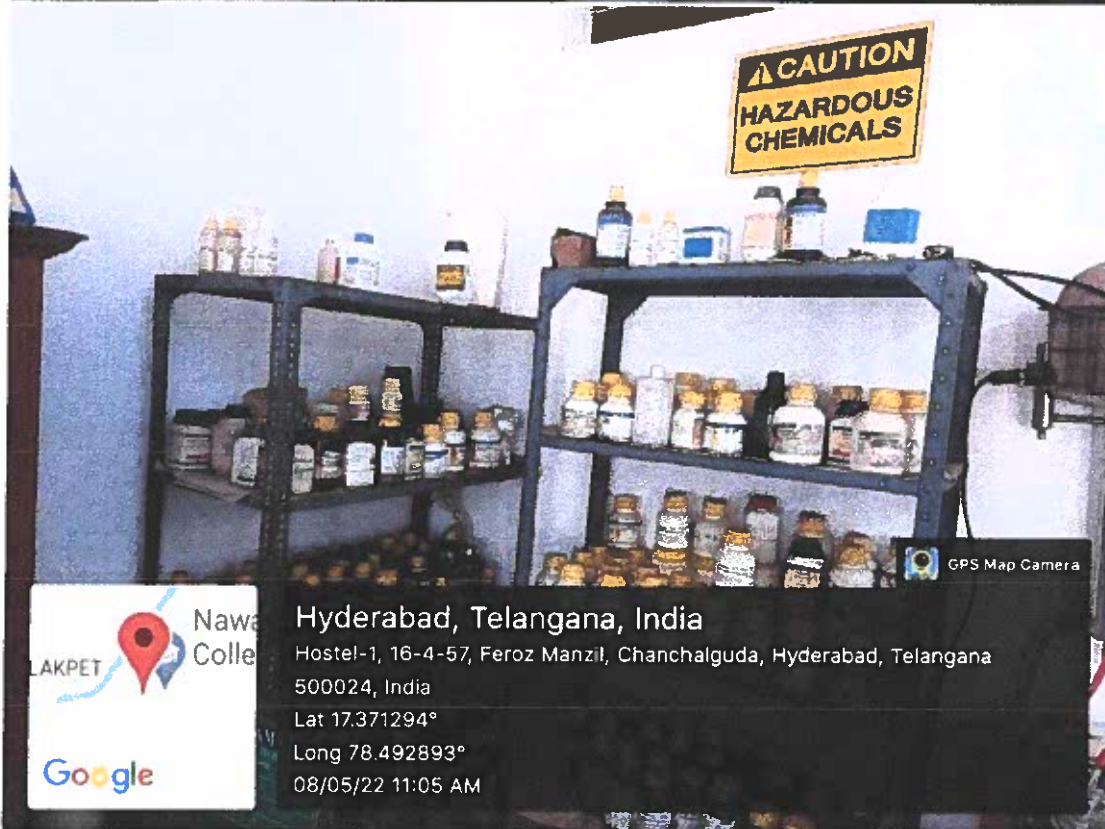 CAUTION
HAZARDOUS
CHEMICALS
GPS Map Camera
Nawa
Colle
LAKPET
Google
Hyderabad, Telangana, India
Hostel-1, 16-4-57, Feroz Manzil, Chanchalguda, Hyderabad, Telangana
500024, India
Lat 17.371294°
Long 78.492893°
08/05/22 11:05 AM